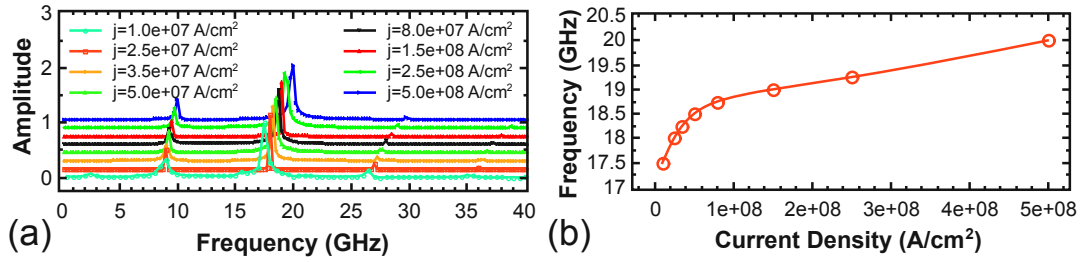 3
2
1
0
Amplitude
j=1.0e+07 A/cm²
j=2.5e+07 A/cm²
j=3.5e+07 A/cm²
j=5.0e+07 A/cm²
j=8.0e+07 A/cm²
j=1.5e+08 A/cm²
j=2.5e+08 A/cm²
j=5.0e+08 A/cm²
0 5 10 15 20 25 30 35 40
Frequency (GHz)
(a)
20.5
20
19.5
19
18.5
18
17.5
17
Frequency (GHz)
0 1e+08 2e+08 3e+08 4e+08 5e+08
Current Density (A/cm²)
(b)